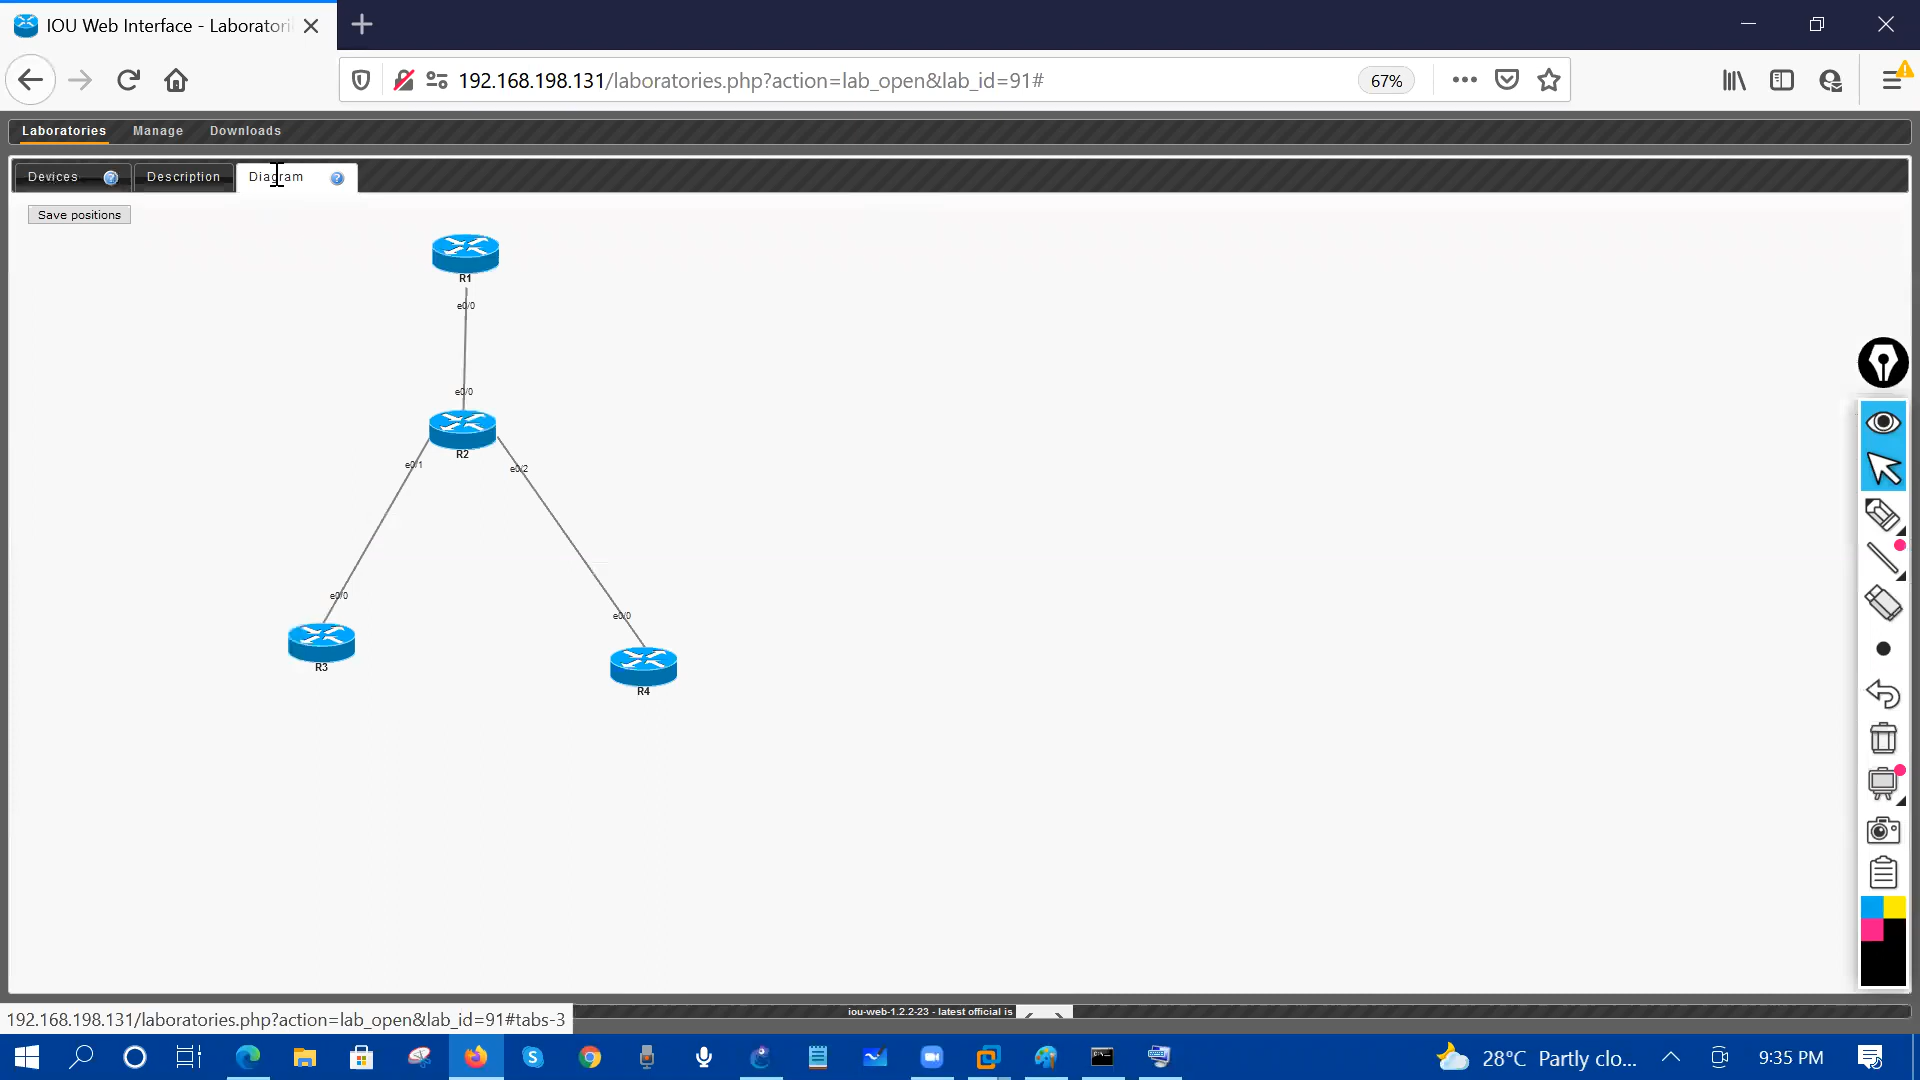 IOU Web Interface - Laboratori
192.168.198.131/laboratories.php?action=lab_open&lab_id=91#
67%
Laboratories Manage Downloads
Devices ? Description Diagram ?
Save positions
R1
e0/0
e0/0
R2
e0/1
e0/2
e0/0
e0/0
R3
R4
iou-web-1.2.2-23 - latest official is
192.168.198.131/laboratories.php?action=lab_open&lab_id=91#tabs-3
28°C Partly clo...
9:35 PM